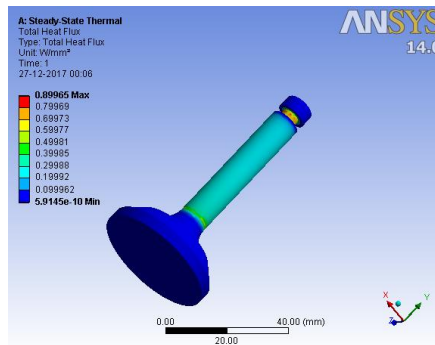 A: Steady-State Thermal
Total Heat Flux
Type: Total Heat Flux
Unit: W/mm²
Time: 1
27-12-2017 00:06
0.89965 Max
0.79969
0.69973
0.59977
0.49981
0.39985
0.29988
0.19992
0.099962
5.9145e-10 Min
ANSYS
14.0
0.00
40.00 (mm)
20.00
X
Y
Z